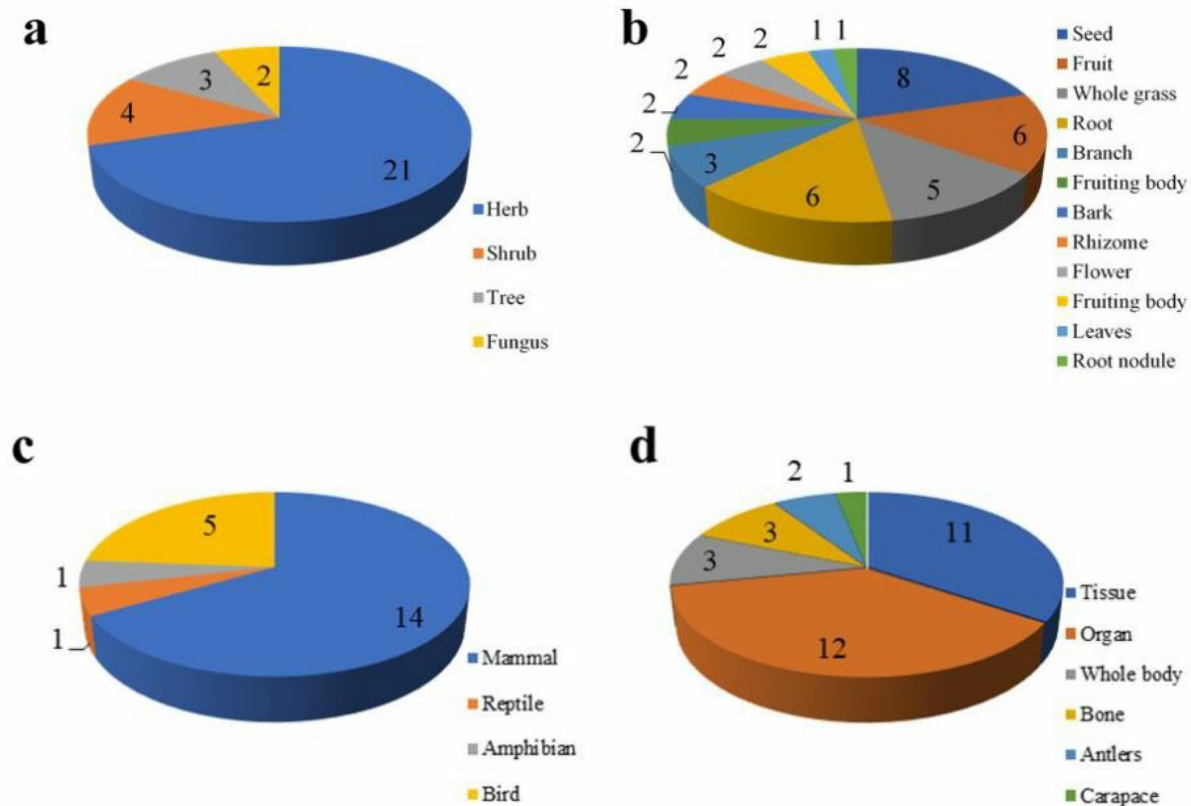 a
2
3
4
21
Herb
Shrub
Tree
Fungus
b
1 1
2
2
2
2
2
3
8
6
5
6
Seed
Fruit
Whole grass
Root
Branch
Fruiting body
Bark
Rhizome
Flower
Fruiting body
Leaves
Root nodule
c
5
1
1
14
Mammal
Reptile
Amphibian
Bird
d
2
1
3
3
11
12
Tissue
Organ
Whole body
Bone
Antlers
Carapace